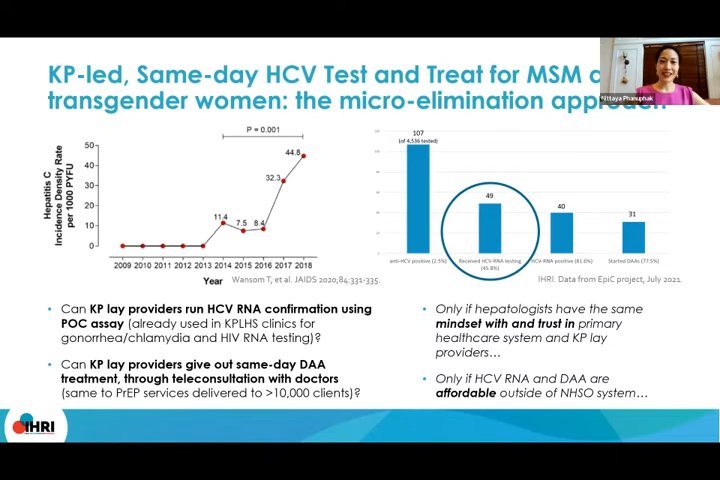 KP-led, Same-day HCV Test and Treat for MSM a
transgender women: the micro-elimination approach
Nittaya Phanuphak
P = 0.001
Hepatitis C
Incidence Density Rate
per 1000 PYFU
50
40
30
20
10
0
11.4
7.5
8.4
32.3
44.8
2009 2010 2011 2012 2013 2014 2015 2016 2017 2018
Year
Wansom T, et al. JAIDS 2020;84:331-335.
107
(of 4,536 tested)
49
40
31
anti-HCV positive (2.5%)
Received HCV-RNA testing
(45.8%)
HCV-RNA positive (81.6%)
Started DAAs (77.5%)
IHRI. Data from EpiC project, July 2021.
• Can KP lay providers run HCV RNA confirmation using
POC assay (already used in KPLHS clinics for
gonorrhea/chlamydia and HIV RNA testing)?
• Can KP lay providers give out same-day DAA
treatment, through teleconsultation with doctors
(same to PrEP services delivered to >10,000 clients)?
• Only if hepatologists have the same
mindset with and trust in primary
healthcare system and KP lay
providers…
• Only if HCV RNA and DAA are
affordable outside of NHSO system…
IHRI